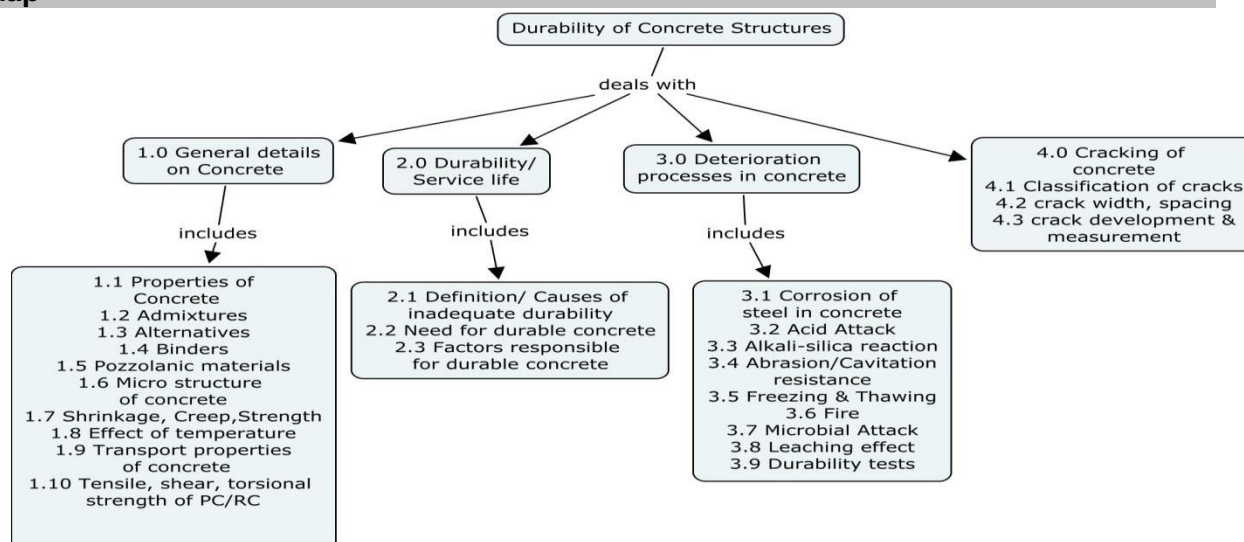 Durability of Concrete Structures
deals with
1.0 General details
on Concrete
2.0 Durability/
Service life
3.0 Deterioration
processes in concrete
4.0 Cracking of
concrete
4.1 Classification of cracks
4.2 crack width, spacing
4.3 crack development &
measurement
includes
includes
includes
1.1 Properties of
Concrete
1.2 Admixtures
1.3 Alternatives
1.4 Binders
1.5 Pozzolanic materials
1.6 Micro structure
of concrete
1.7 Shrinkage, Creep,Strength
1.8 Effect of temperature
1.9 Transport properties
of concrete
1.10 Tensile, shear, torsional
strength of PC/RC
2.1 Definition/ Causes of
inadequate durability
2.2 Need for durable concrete
2.3 Factors responsible
for durable concrete
3.1 Corrosion of
steel in concrete
3.2 Acid Attack
3.3 Alkali-silica reaction
3.4 Abrasion/Cavitation
resistance
3.5 Freezing & Thawing
3.6 Fire
3.7 Microbial Attack
3.8 Leaching effect
3.9 Durability tests